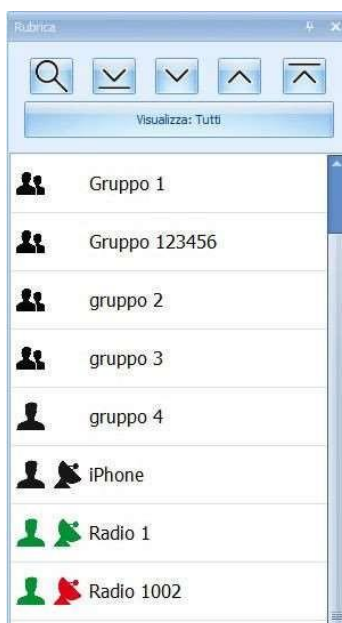 Rubrica
Visualizza: Tutti
Gruppo 1
Gruppo 123456
gruppo 2
gruppo 3
gruppo 4
iPhone
Radio 1
Radio 1002